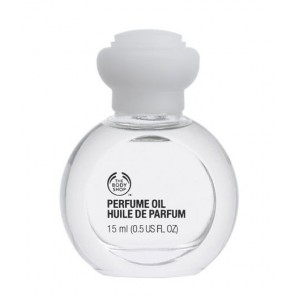 THE
BODY
SHOP
PERFUME OIL
HUILE DE PARFUM
15 ml (0.5 US FL OZ)